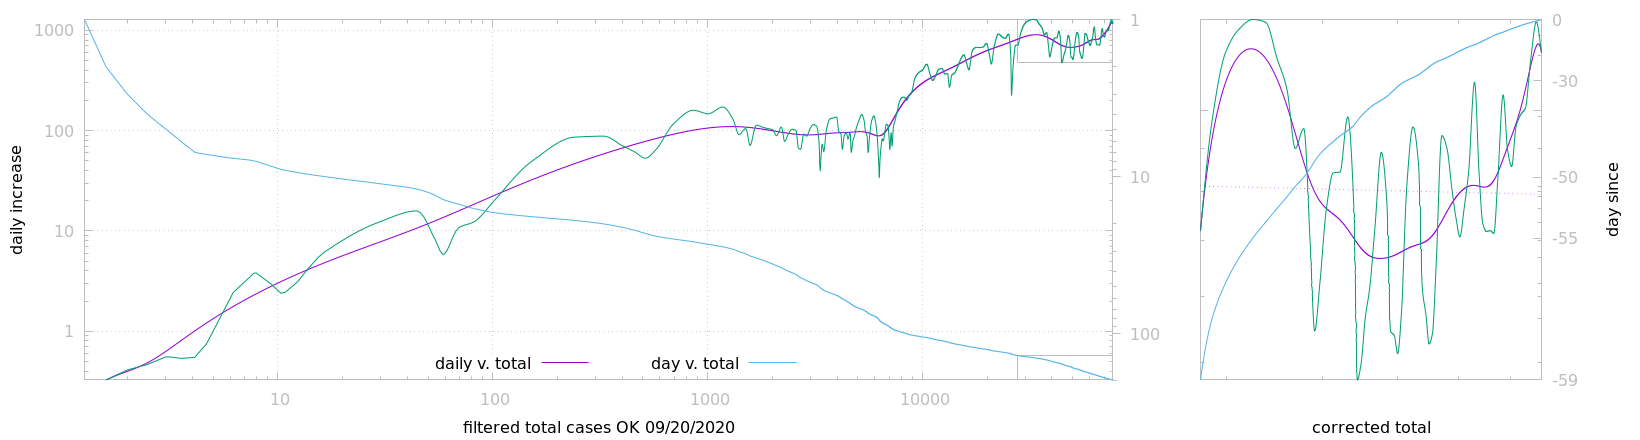 daily increase
1000
100
10
1
daily v. total
day v. total
10
100
1000
10000
filtered total cases OK 09/20/2020
1
10
100
0
-30
-50
-55
-59
day since
corrected total